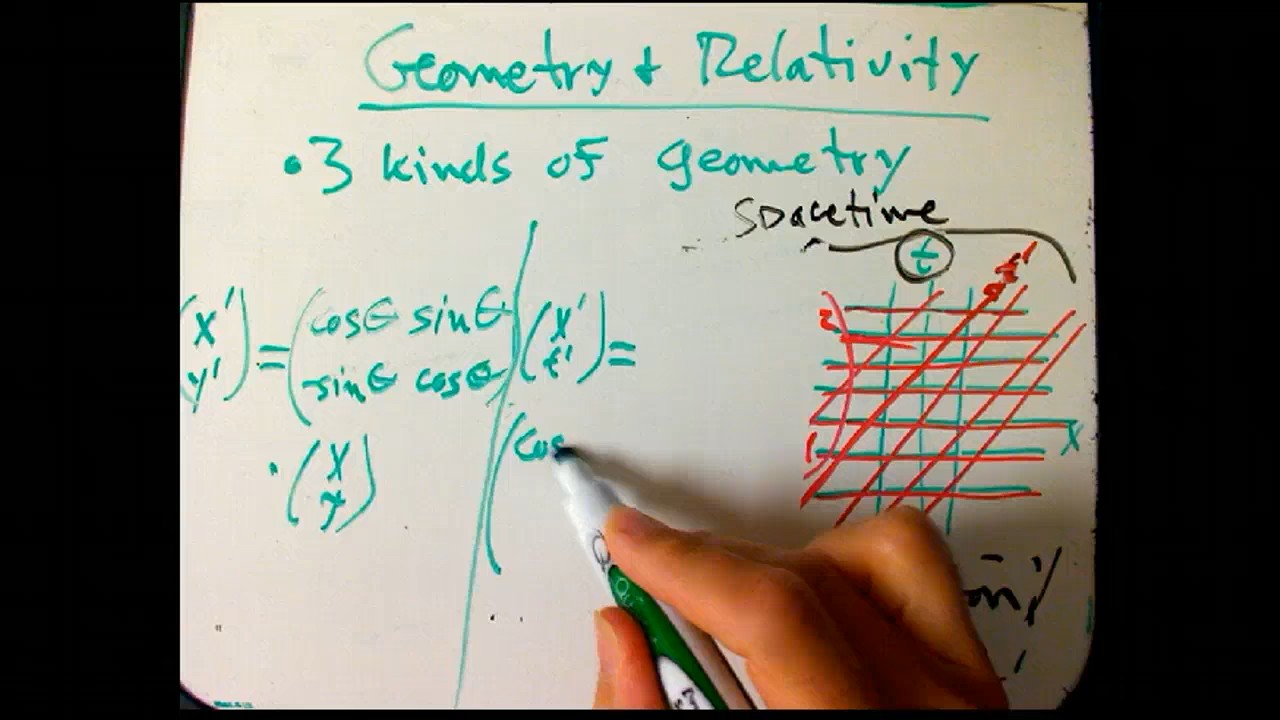 Geometry + Relativity
• 3 kinds of geometry
Spacetime
t
(x' y') = (cosθ sinθ
-sinθ cosθ)
• (x y)
(x' t') =
(cos
2
1
x